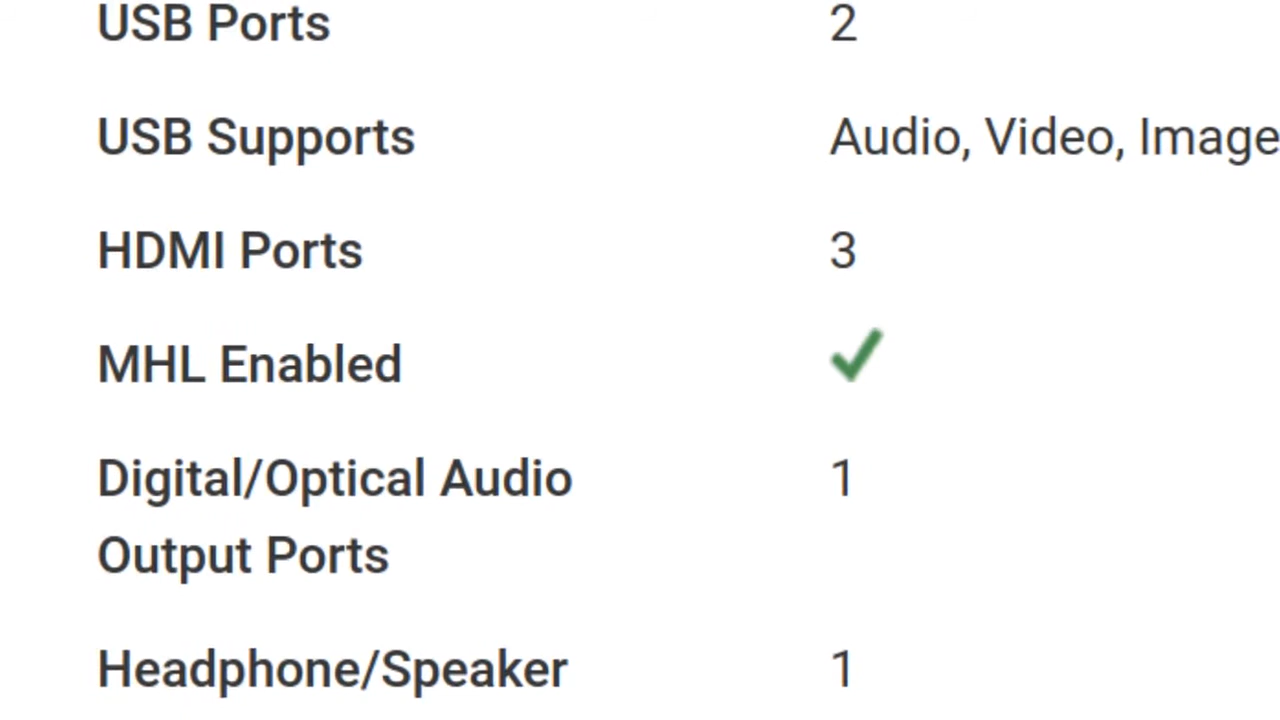 USB Ports 2
USB Supports Audio, Video, Image
HDMI Ports 3
MHL Enabled
Digital/Optical Audio 1
Output Ports
Headphone/Speaker 1